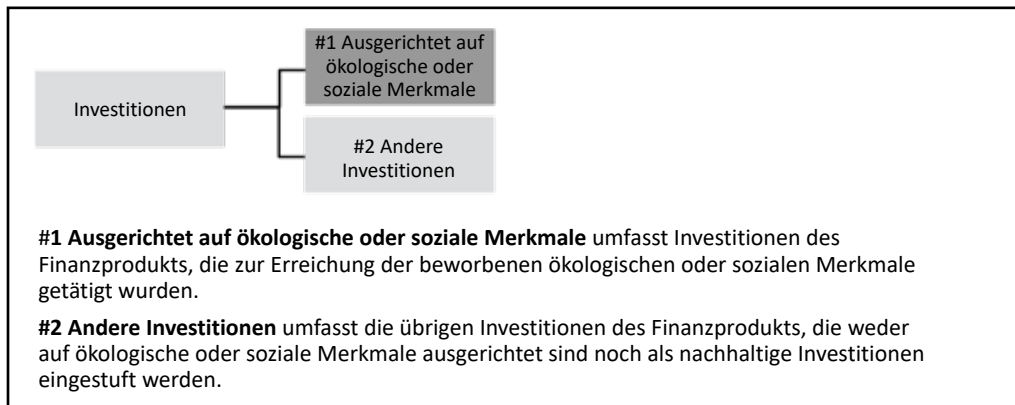 #1 Ausgerichtet auf
ökologische oder
soziale Merkmale
Investitionen
#2 Andere
Investitionen
#1 Ausgerichtet auf ökologische oder soziale Merkmale umfasst Investitionen des
Finanzprodukts, die zur Erreichung der beworbenen ökologischen oder sozialen Merkmale
getätigt wurden.
#2 Andere Investitionen umfasst die übrigen Investitionen des Finanzprodukts, die weder
auf ökologische oder soziale Merkmale ausgerichtet sind noch als nachhaltige Investitionen
eingestuft werden.